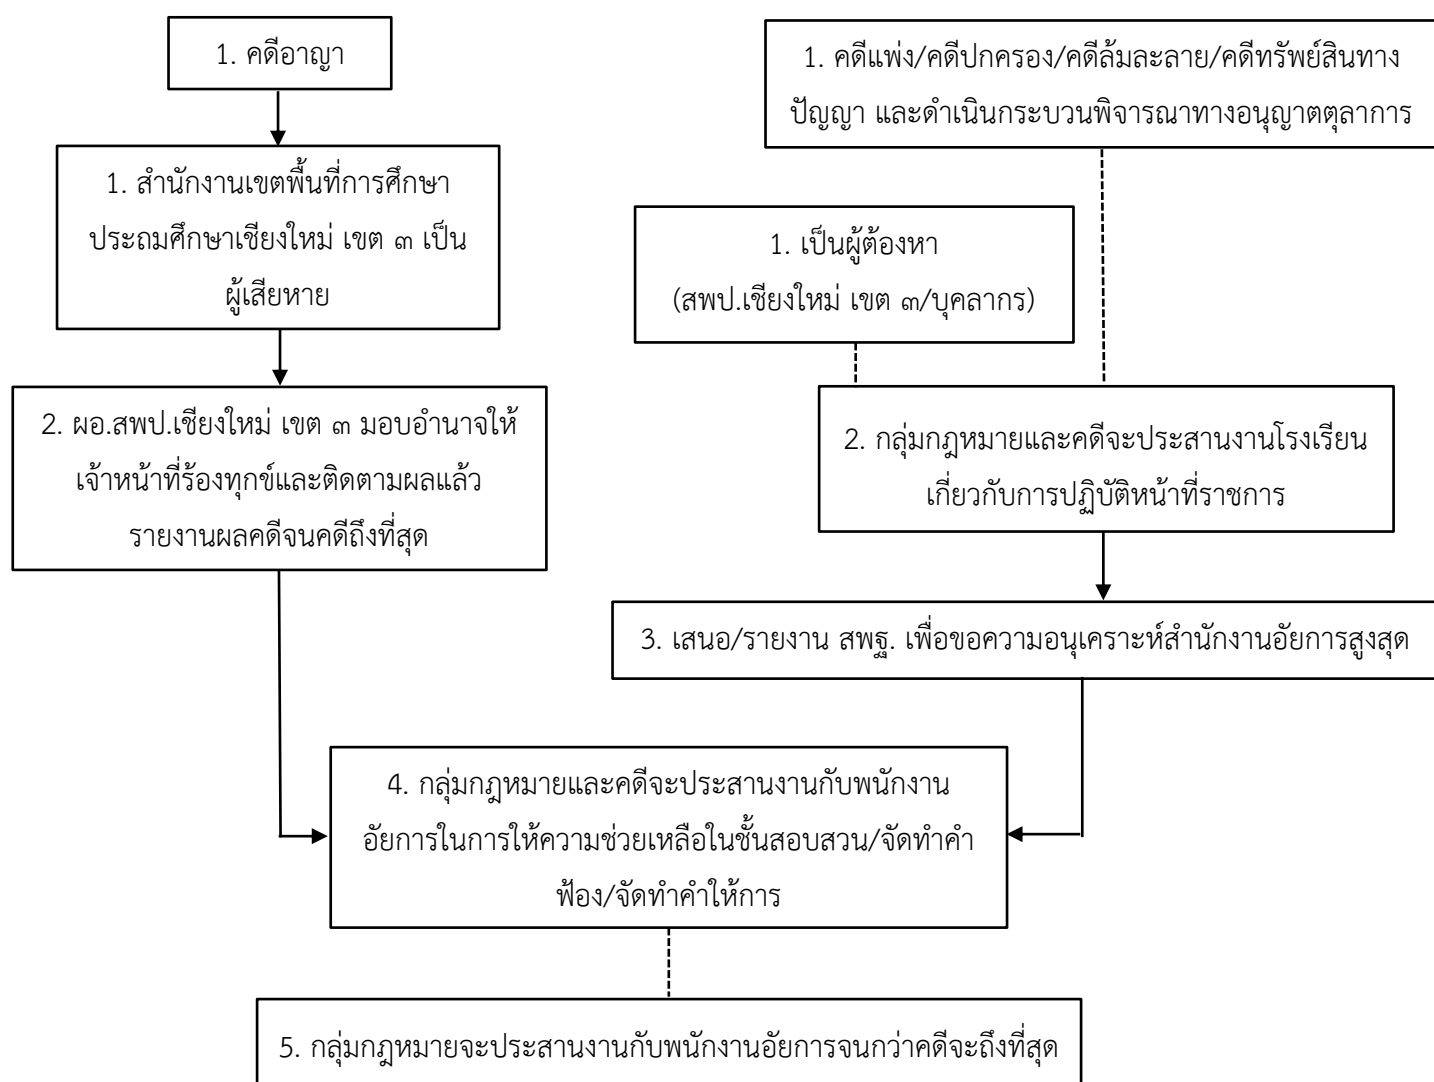 1. คดีอาญา
1. คดีแพ่ง/คดีปกครอง/คดีล้มละลาย/คดีทรัพย์สินทาง
ปัญญา และดำเนินกระบวนพิจารณาทางอนุญาตตุลาการ
1. สำนักงานเขตพื้นที่การศึกษา
ประถมศึกษาเชียงใหม่ เขต ๓ เป็น
ผู้เสียหาย
1. เป็นผู้ต้องหา
(สพป.เชียงใหม่ เขต ๓/บุคลากร)
2. ผอ.สพป.เชียงใหม่ เขต ๓ มอบอำนาจให้
เจ้าหน้าที่ร้องทุกข์และติดตามผลแล้ว
รายงานผลคดีจนคดีถึงที่สุด
2. กลุ่มกฎหมายและคดีจะประสานงานโรงเรียน
เกี่ยวกับการปฏิบัติหน้าที่ราชการ
3. เสนอ/รายงาน สพฐ. เพื่อขอความอนุเคราะห์สำนักงานอัยการสูงสุด
4. กลุ่มกฎหมายและคดีจะประสานงานกับพนักงาน
อัยการในการให้ความช่วยเหลือในชั้นสอบสวน/จัดทำคำ
ฟ้อง/จัดทำคำให้การ
5. กลุ่มกฎหมายจะประสานงานกับพนักงานอัยการจนกว่าคดีจะถึงที่สุด